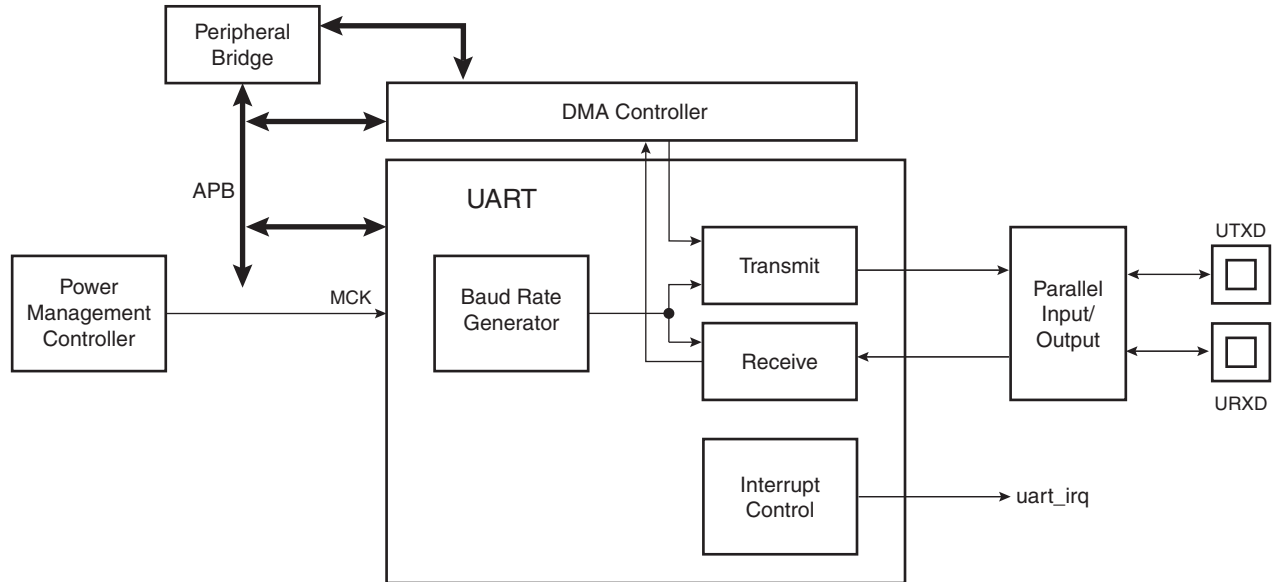 Peripheral
Bridge
DMA Controller
APB
UART
Power
Management
Controller
MCK
Baud Rate
Generator
Transmit
Receive
Parallel
Input/
Output
UTXD
URXD
Interrupt
Control
uart_irq